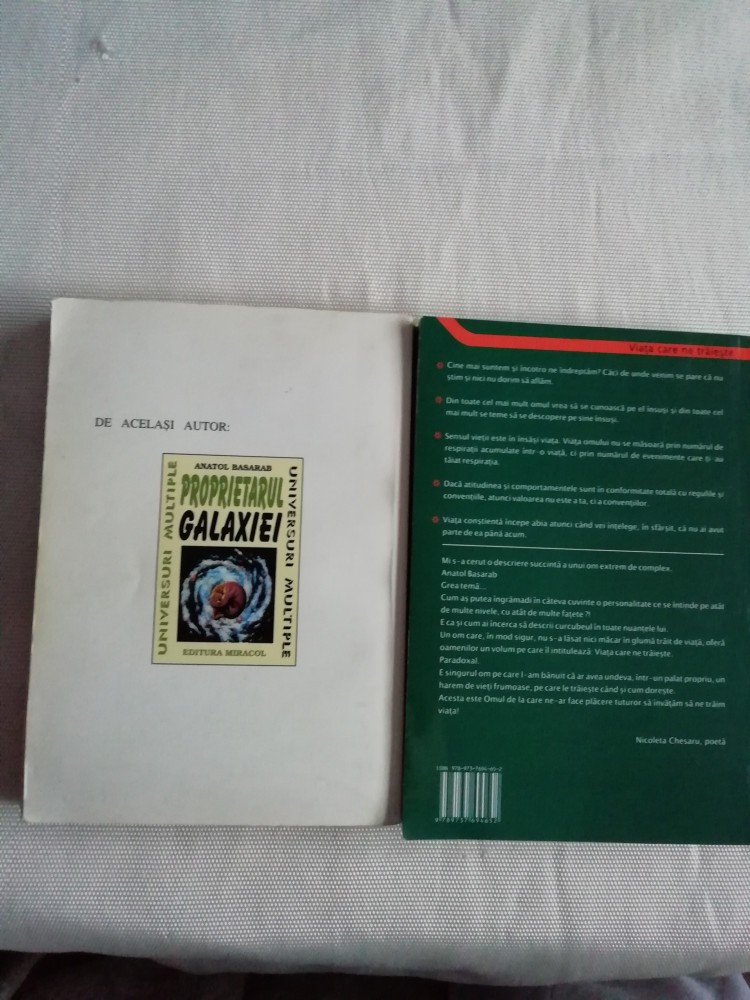 DE ACELAȘI AUTOR:
ANATOL BASARAB
PROPRIETARUL
GALAXIEI
UNIVERSURI MULTIPLE
UNIVERSURI MULTIPLE
EDITURA MIRACOL
Viața care ne trăiește
Cine mai suntem și încotro ne îndreptăm? Căci de unde venim se pare că nu
știm și nici nu dorim să aflăm.
Din toate cel mai mult omul vrea să se cunoască pe el însuși și din toate cel
mai mult se teme să se descopere pe sine însuși.
Sensul vieții este în însăși viața. Viața omului nu se măsoară prin numărul de
respirații acumulate într-o viață, ci prin numărul de evenimente care ți-au
tăiat respirația.
Dacă atitudinea și comportamentele sunt în conformitate totală cu regulile și
convențiile, atunci valoarea nu este a ta, ci a convențiilor.
Viața conștientă începe abia atunci când vei înțelege, în sfârșit, că nu ai avut
parte de ea până acum.
Mi s-a cerut o descriere succintă a unui om extrem de complex.
Anatol Basarab
Grea temă...
Cum aș putea îngrămădi în câteva cuvinte o personalitate ce se întinde pe atât
de multe nivele, cu atât de multe fațete ?!
E ca și cum ai încerca să descrii curcubeul în toate nuanțele lui.
Un om care, în mod sigur, nu s-a lăsat nici măcar în glumă trăit de viață, oferă
oamenilor un volum pe care îl intitulează: Viața care ne trăiește.
Paradoxal.
E singurul om pe care l-am bănuit că ar avea undeva, într-un palat propriu, un
harem de vieți frumoase, pe care le trăiește când și cum dorește.
Acesta este Omul de la care ne-ar face plăcere tuturor să învățăm să ne trăim
viața!
Nicoleta Chesaru, poetă
ISBN 978-973-7694-65-2
9789737694652